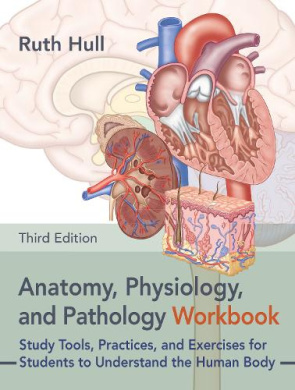 Ruth Hull
Third Edition
Anatomy, Physiology,
and Pathology Workbook
Study Tools, Practices, and Exercises for
Students to Understand the Human Body